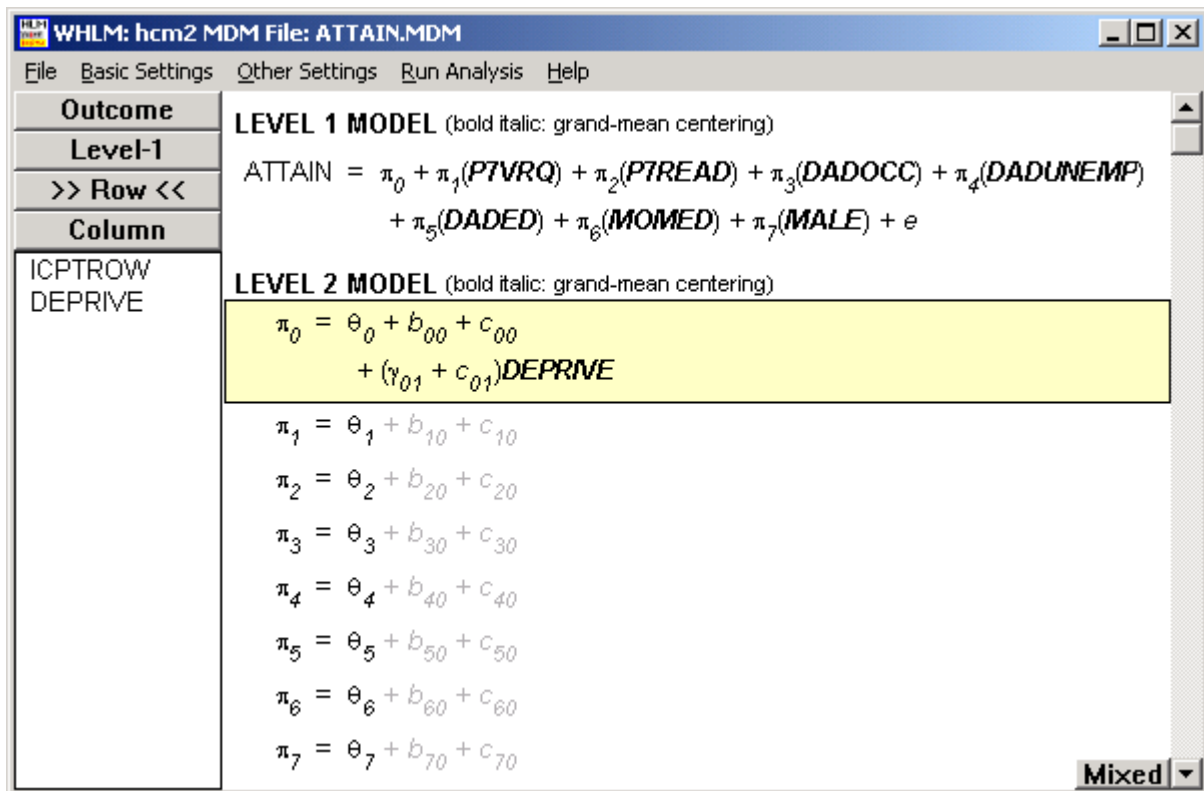 WHLM: hcm2 MDM File: ATTAIN.MDM
File Basic Settings Other Settings Run Analysis Help
Outcome
Level-1
>> Row <<
Column
ICPTROW
DEPRIVE
LEVEL 1 MODEL (bold italic: grand-mean centering)
ATTAIN = π0 + π1(P7VRQ) + π2(P7READ) + π3(DADOCC) + π4(DADUNEMP)
+ π5(DADED) + π6(MOMED) + π7(MALE) + e
LEVEL 2 MODEL (bold italic: grand-mean centering)
π0 = θ0 + b00 + c00
+ (γ01 + c01)DEPRIVE
π1 = θ1 + b10 + c10
π2 = θ2 + b20 + c20
π3 = θ3 + b30 + c30
π4 = θ4 + b40 + c40
π5 = θ5 + b50 + c50
π6 = θ6 + b60 + c60
π7 = θ7 + b70 + c70
Mixed